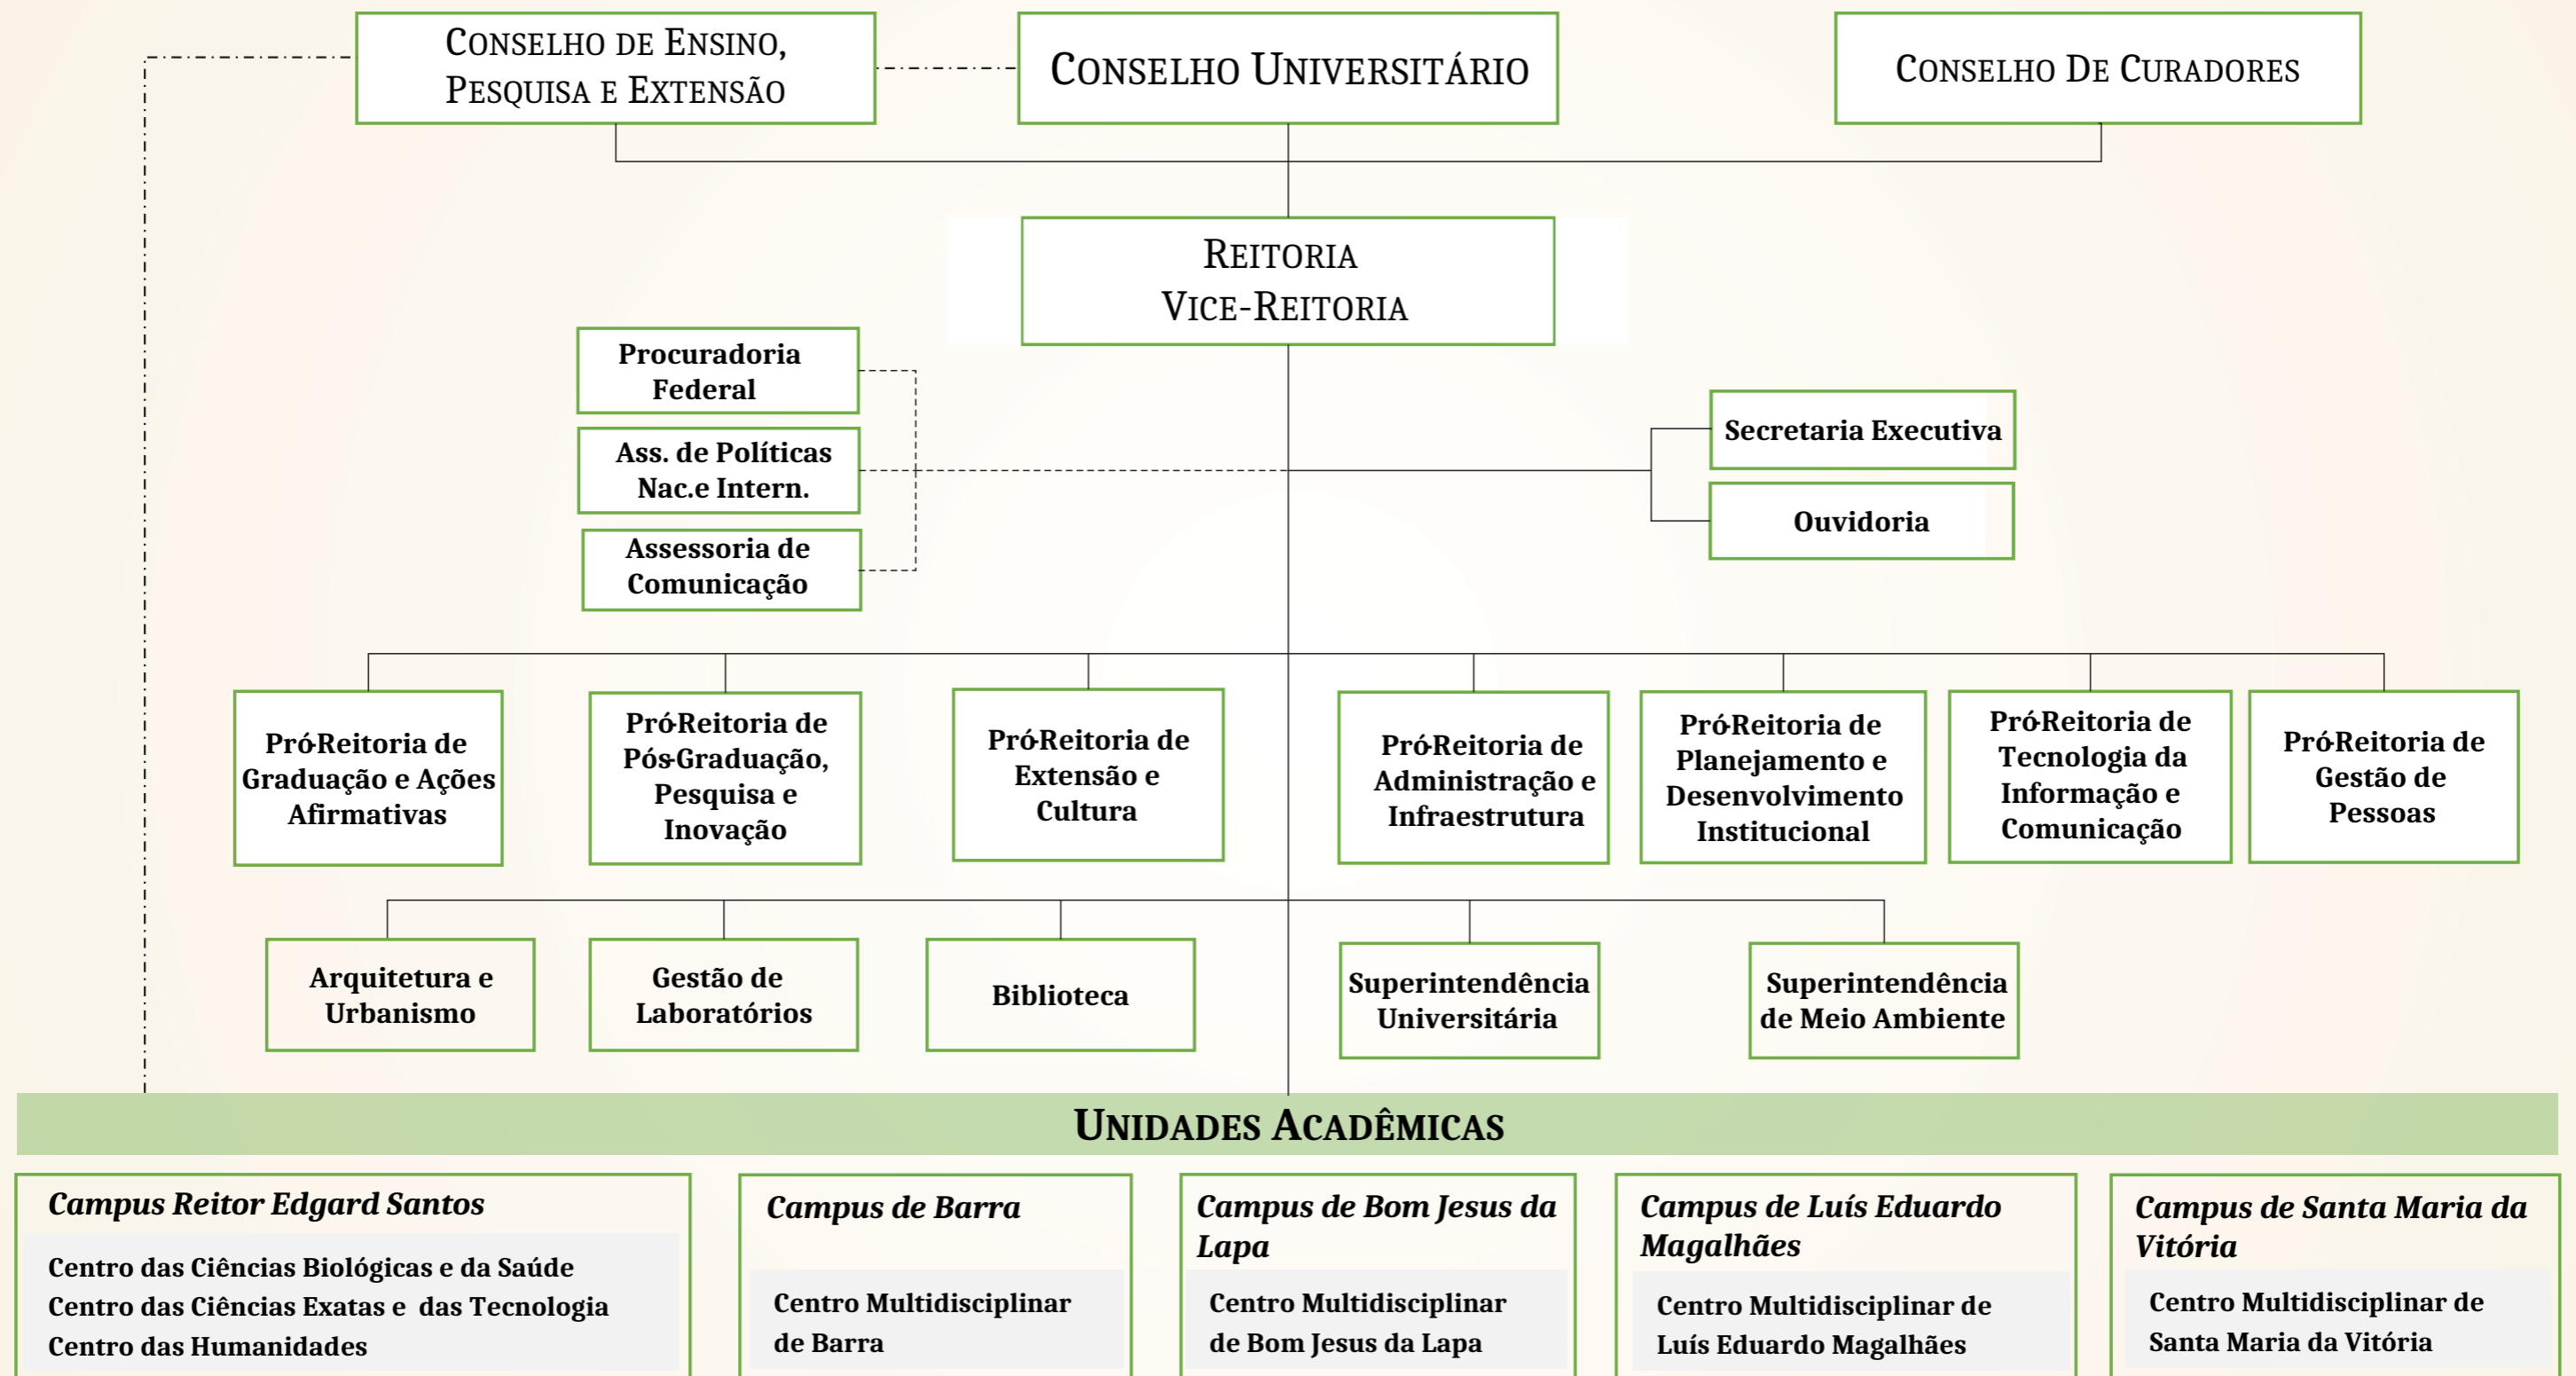 CONSELHO DE ENSINO,
PESQUISA E EXTENSÃO
CONSELHO UNIVERSITÁRIO
CONSELHO DE CURADORES
REITORIA
VICE-REITORIA
Procuradoria
Federal
Ass. de Políticas
Nac.e Intern.
Assessoria de
Comunicação
Secretaria Executiva
Ouvidoria
Pró-Reitoria de
Graduação e Ações
Afirmativas
Pró-Reitoria de
Pós-Graduação,
Pesquisa e
Inovação
Pró-Reitoria de
Extensão e
Cultura
Pró-Reitoria de
Administração e
Infraestrutura
Pró-Reitoria de
Planejamento e
Desenvolvimento
Institucional
Pró-Reitoria de
Tecnologia da
Informação e
Comunicação
Pró-Reitoria de
Gestão de
Pessoas
Arquitetura e
Urbanismo
Gestão de
Laboratórios
Biblioteca
Superintendência
Universitária
Superintendência
de Meio Ambiente
UNIDADES ACADÊMICAS
Campus Reitor Edgard Santos
Centro das Ciências Biológicas e da Saúde
Centro das Ciências Exatas e das Tecnologia
Centro das Humanidades
Campus de Barra
Centro Multidisciplinar
de Barra
Campus de Bom Jesus da
Lapa
Centro Multidisciplinar
de Bom Jesus da Lapa
Campus de Luís Eduardo
Magalhães
Centro Multidisciplinar de
Luís Eduardo Magalhães
Campus de Santa Maria da
Vitória
Centro Multidisciplinar de
Santa Maria da Vitória